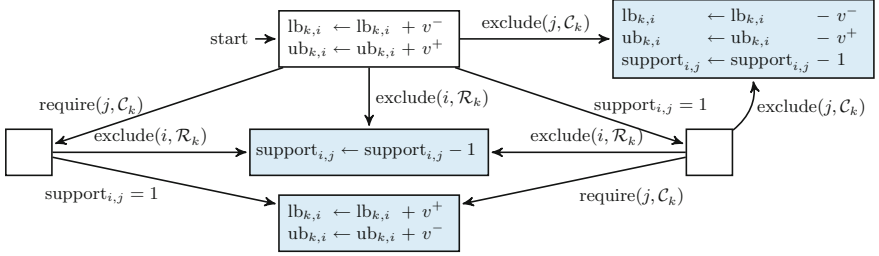 start
lb_{k,i} ← lb_{k,i} + v^−
ub_{k,i} ← ub_{k,i} + v^+
exclude(j, C_k)
lb_{k,i} ← lb_{k,i} − v^−
ub_{k,i} ← ub_{k,i} − v^+
support_{i,j} ← support_{i,j} − 1
require(j, C_k)
exclude(i, R_k)
support_{i,j} = 1
exclude(j, C_k)
exclude(i, R_k)
support_{i,j} ← support_{i,j} − 1
exclude(i, R_k)
support_{i,j} = 1
lb_{k,i} ← lb_{k,i} + v^+
ub_{k,i} ← ub_{k,i} + v^−
require(j, C_k)